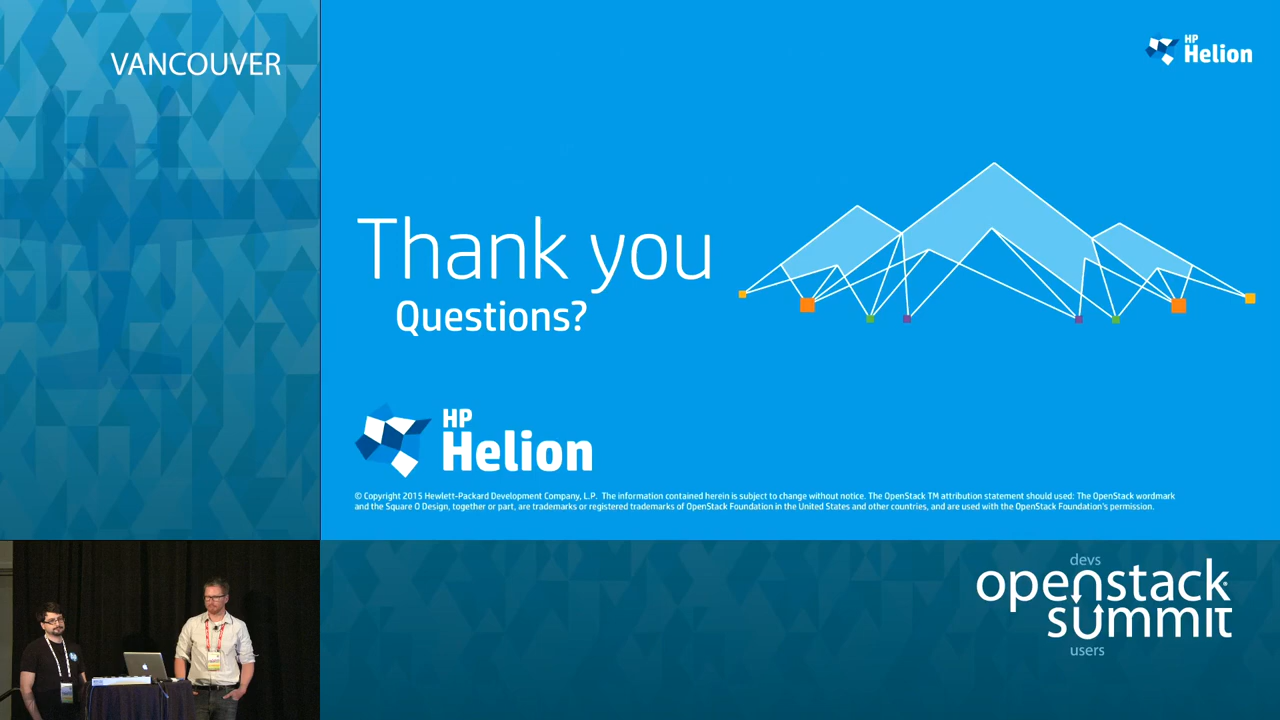 VANCOUVER
HP
Helion
Thank you
Questions?
HP
Helion
© Copyright 2015 Hewlett-Packard Development Company, L.P. The information contained herein is subject to change without notice. The OpenStack TM attribution statement should used: The OpenStack wordmark
and the Square O Design, together or part, are trademarks or registered trademarks of OpenStack Foundation in the United States and other countries, and are used with the OpenStack Foundation's permission.
devs
openstack
summit
users